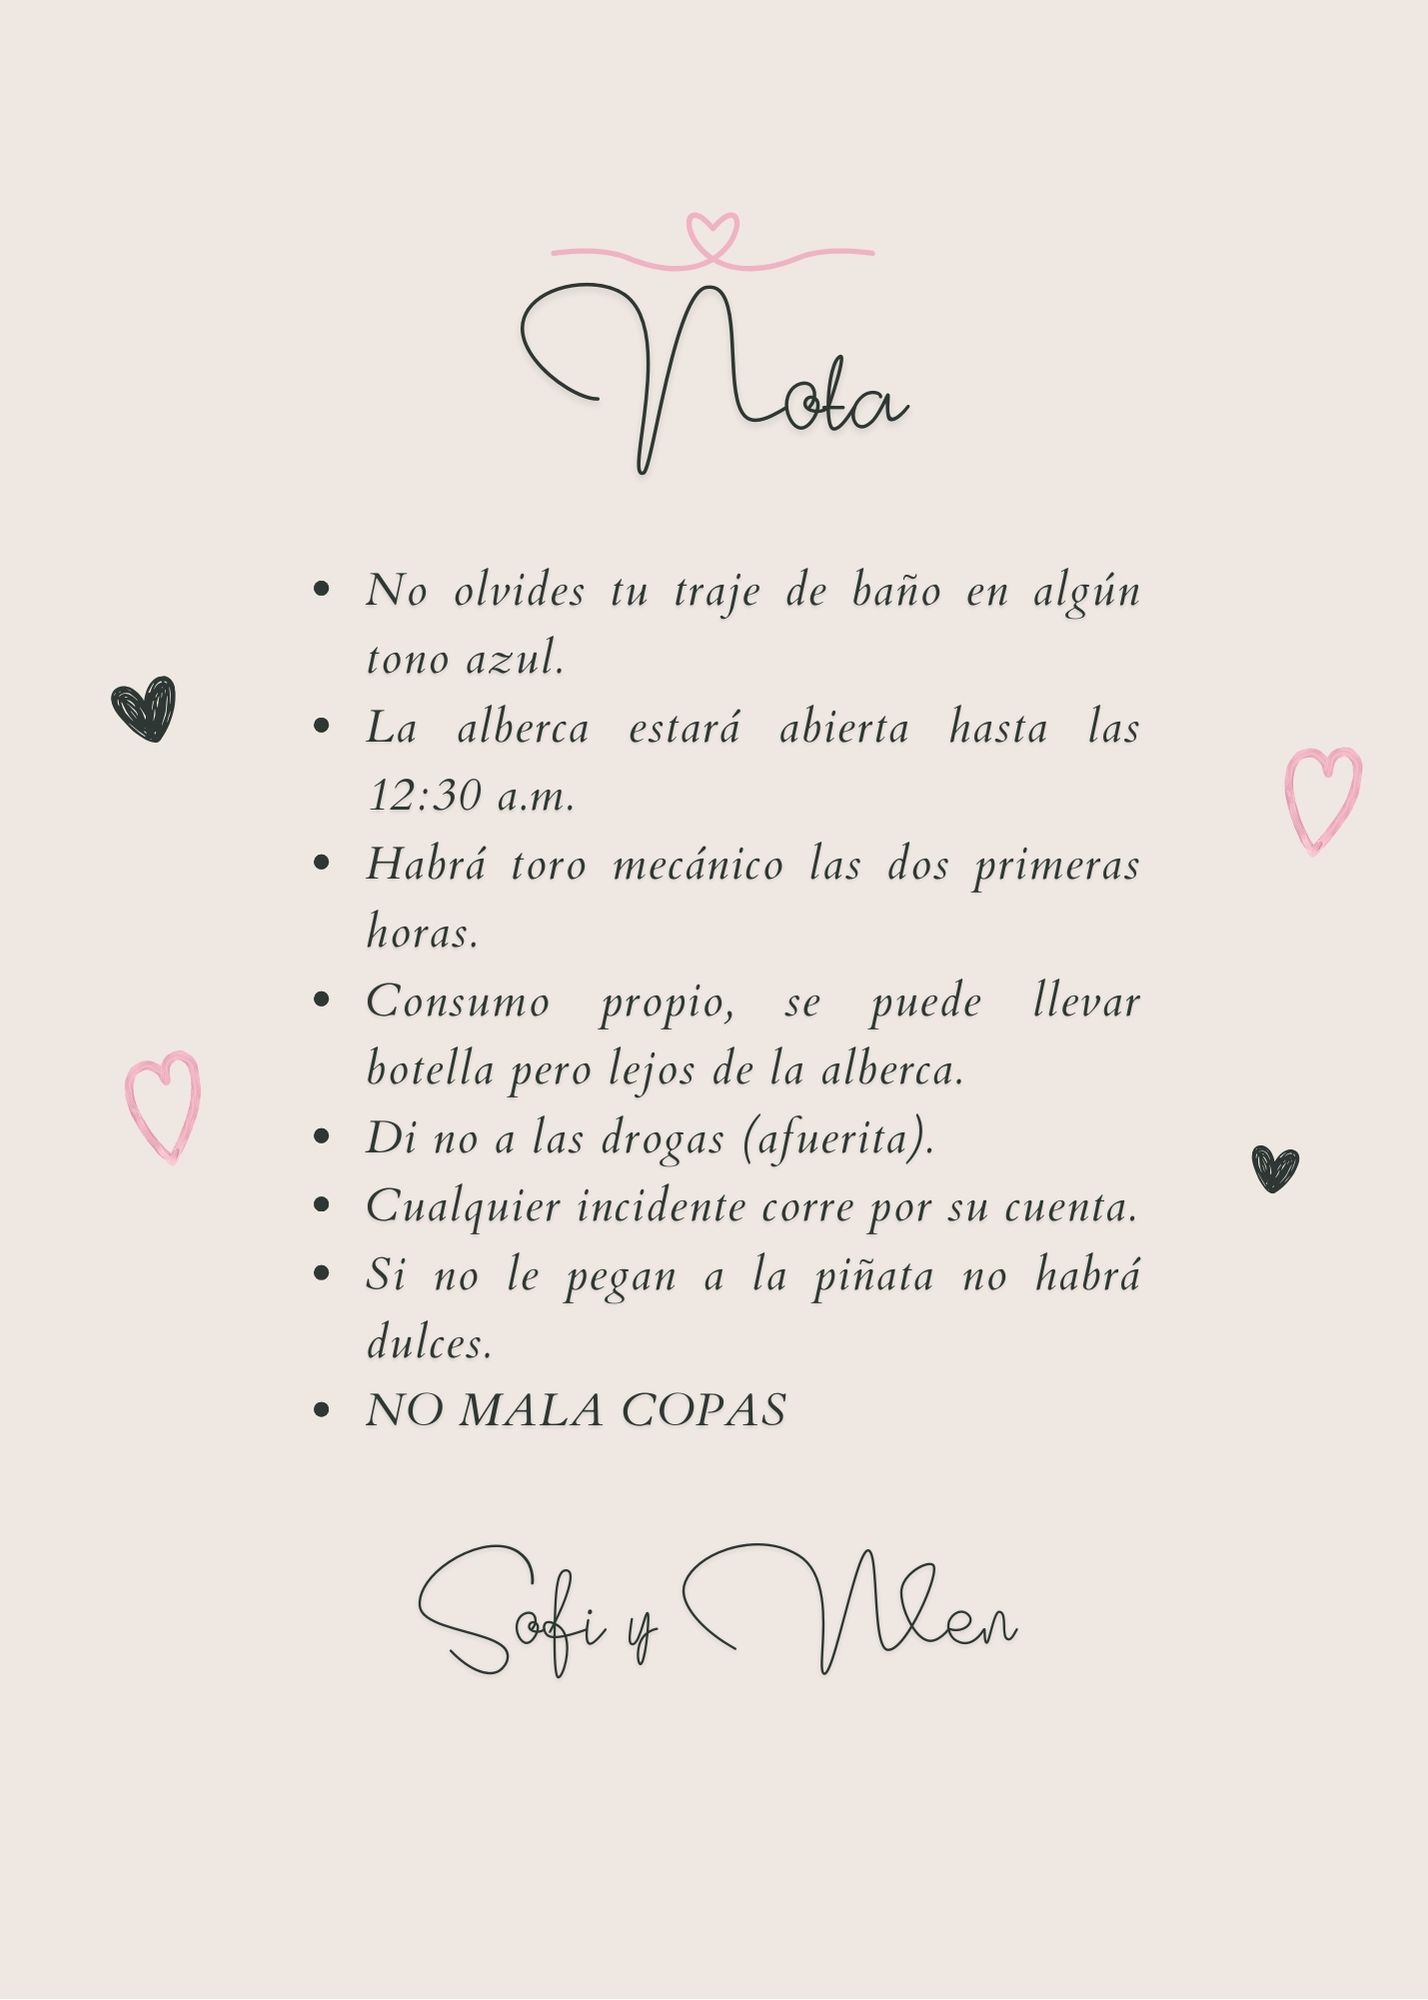 Nota
• No olvides tu traje de baño en algún
tono azul.
• La alberca estará abierta hasta las
12:30 a.m.
• Habrá toro mecánico las dos primeras
horas.
• Consumo propio, se puede llevar
botella pero lejos de la alberca.
• Di no a las drogas (afuerita).
• Cualquier incidente corre por su cuenta.
• Si no le pegan a la piñata no habrá
dulces.
• NO MALA COPAS
Sofi y